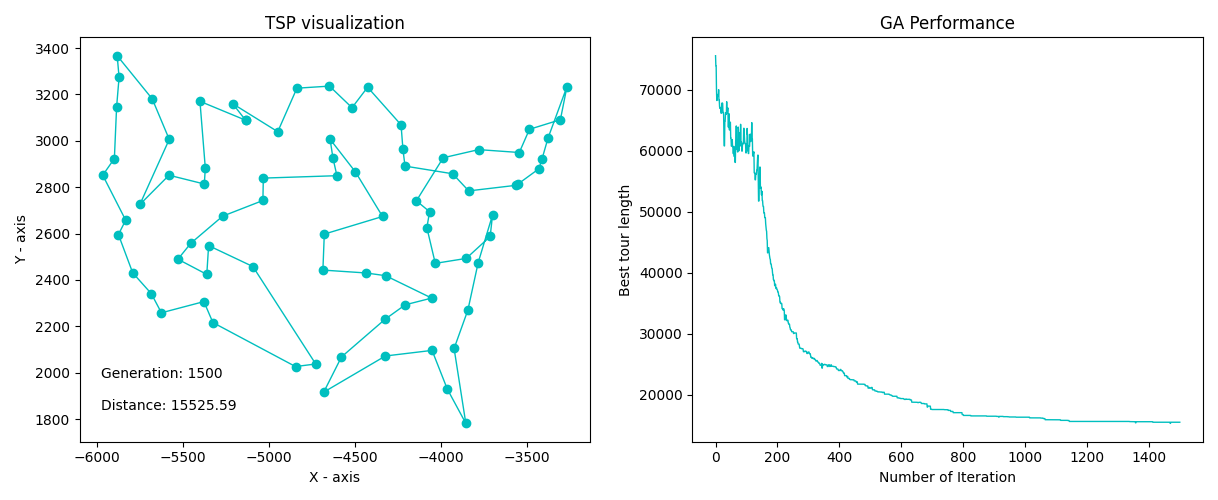 TSP visualization
3400
3200
3000
2800
2600
2400
2200
2000
1800
Y - axis
Generation: 1500
Distance: 15525.59
−6000 −5500 −5000 −4500 −4000 −3500
X - axis
GA Performance
70000
60000
50000
40000
30000
20000
Best tour length
0 200 400 600 800 1000 1200 1400
Number of Iteration